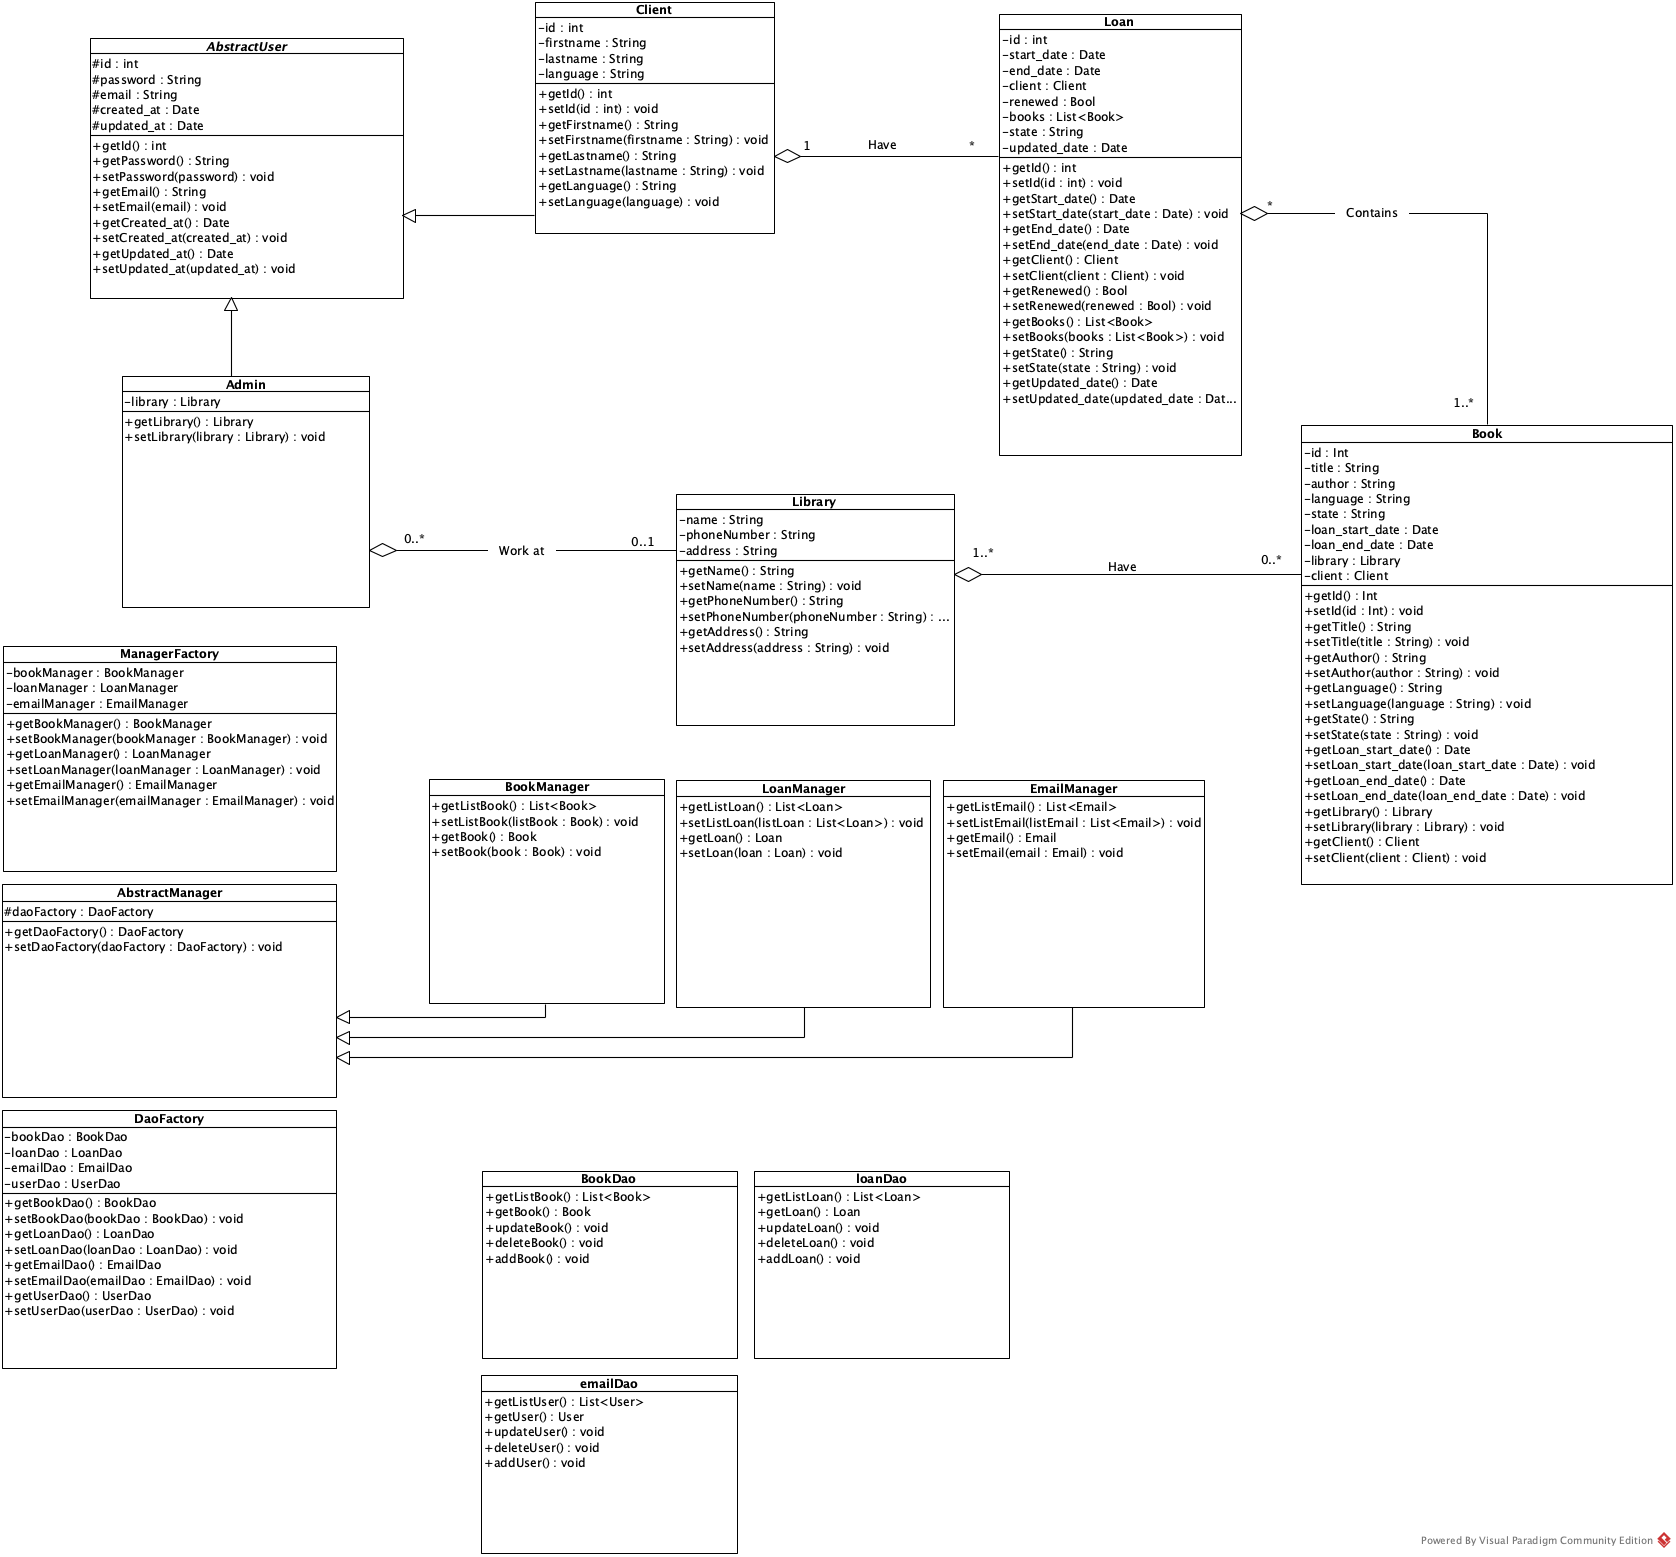 AbstractUser
#id : int
#password : String
#email : String
#created_at : Date
#updated_at : Date
+getId() : int
+getPassword() : String
+setPassword(password) : void
+getEmail() : String
+setEmail(email) : void
+getCreated_at() : Date
+setCreated_at(created_at) : void
+getUpdated_at() : Date
+setUpdated_at(updated_at) : void
Client
-id : int
-firstname : String
-lastname : String
-language : String
+getId() : int
+setId(id : int) : void
+getFirstname() : String
+setFirstname(firstname : String) : void
+getLastname() : String
+setLastname(lastname : String) : void
+getLanguage() : String
+setLanguage(language) : void
1
Have
*
Loan
-id : int
-start_date : Date
-end_date : Date
-client : Client
-renewed : Bool
-books : List<Book>
-state : String
-updated_date : Date
+getId() : int
+setId(id : int) : void
+getStart_date() : Date
+setStart_date(start_date : Date) : void
+getEnd_date() : Date
+setEnd_date(end_date : Date) : void
+getClient() : Client
+setClient(client : Client) : void
+getRenewed() : Bool
+setRenewed(renewed : Bool) : void
+getBooks() : List<Book>
+setBooks(books : List<Book>) : void
+getState() : String
+setState(state : String) : void
+getUpdated_date() : Date
+setUpdated_date(updated_date : Dat...
*
Contains
1..*
Admin
-library : Library
+getLibrary() : Library
+setLibrary(library : Library) : void
0..*
Work at
0..1
Library
-name : String
-phoneNumber : String
-address : String
+getName() : String
+setName(name : String) : void
+getPhoneNumber() : String
+setPhoneNumber(phoneNumber : String) : ...
+getAddress() : String
+setAddress(address : String) : void
1..*
Have
0..*
Book
-id : Int
-title : String
-author : String
-language : String
-state : String
-loan_start_date : Date
-loan_end_date : Date
-library : Library
-client : Client
+getId() : Int
+setId(id : Int) : void
+getTitle() : String
+setTitle(title : String) : void
+getAuthor() : String
+setAuthor(author : String) : void
+getLanguage() : String
+setLanguage(language : String) : void
+getState() : String
+setState(state : String) : void
+getLoan_start_date() : Date
+setLoan_start_date(loan_start_date : Date) : void
+getLoan_end_date() : Date
+setLoan_end_date(loan_end_date : Date) : void
+getLibrary() : Library
+setLibrary(library : Library) : void
+getClient() : Client
+setClient(client : Client) : void
ManagerFactory
-bookManager : BookManager
-loanManager : LoanManager
-emailManager : EmailManager
+getBookManager() : BookManager
+setBookManager(bookManager : BookManager) : void
+getLoanManager() : LoanManager
+setLoanManager(loanManager : LoanManager) : void
+getEmailManager() : EmailManager
+setEmailManager(emailManager : EmailManager) : void
BookManager
+getListBook() : List<Book>
+setListBook(listBook : Book) : void
+getBook() : Book
+setBook(book : Book) : void
LoanManager
+getListLoan() : List<Loan>
+setListLoan(listLoan : List<Loan>) : void
+getLoan() : Loan
+setLoan(loan : Loan) : void
EmailManager
+getListEmail() : List<Email>
+setListEmail(listEmail : List<Email>) : void
+getEmail() : Email
+setEmail(email : Email) : void
AbstractManager
#daoFactory : DaoFactory
+getDaoFactory() : DaoFactory
+setDaoFactory(daoFactory : DaoFactory) : void
DaoFactory
-bookDao : BookDao
-loanDao : LoanDao
-emailDao : EmailDao
-userDao : UserDao
+getBookDao() : BookDao
+setBookDao(bookDao : BookDao) : void
+getLoanDao() : LoanDao
+setLoanDao(loanDao : LoanDao) : void
+getEmailDao() : EmailDao
+setEmailDao(emailDao : EmailDao) : void
+getUserDao() : UserDao
+setUserDao(userDao : UserDao) : void
BookDao
+getListBook() : List<Book>
+getBook() : Book
+updateBook() : void
+deleteBook() : void
+addBook() : void
loanDao
+getListLoan() : List<Loan>
+getLoan() : Loan
+updateLoan() : void
+deleteLoan() : void
+addLoan() : void
emailDao
+getListUser() : List<User>
+getUser() : User
+updateUser() : void
+deleteUser() : void
+addUser() : void
Powered By Visual Paradigm Community Edition